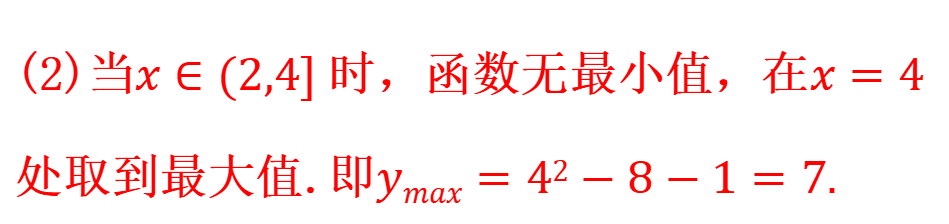 (2)当x ∈ (2,4]时，函数无最小值，在x = 4
处取到最大值. 即yₘₐₓ = 4² − 8 − 1 = 7.